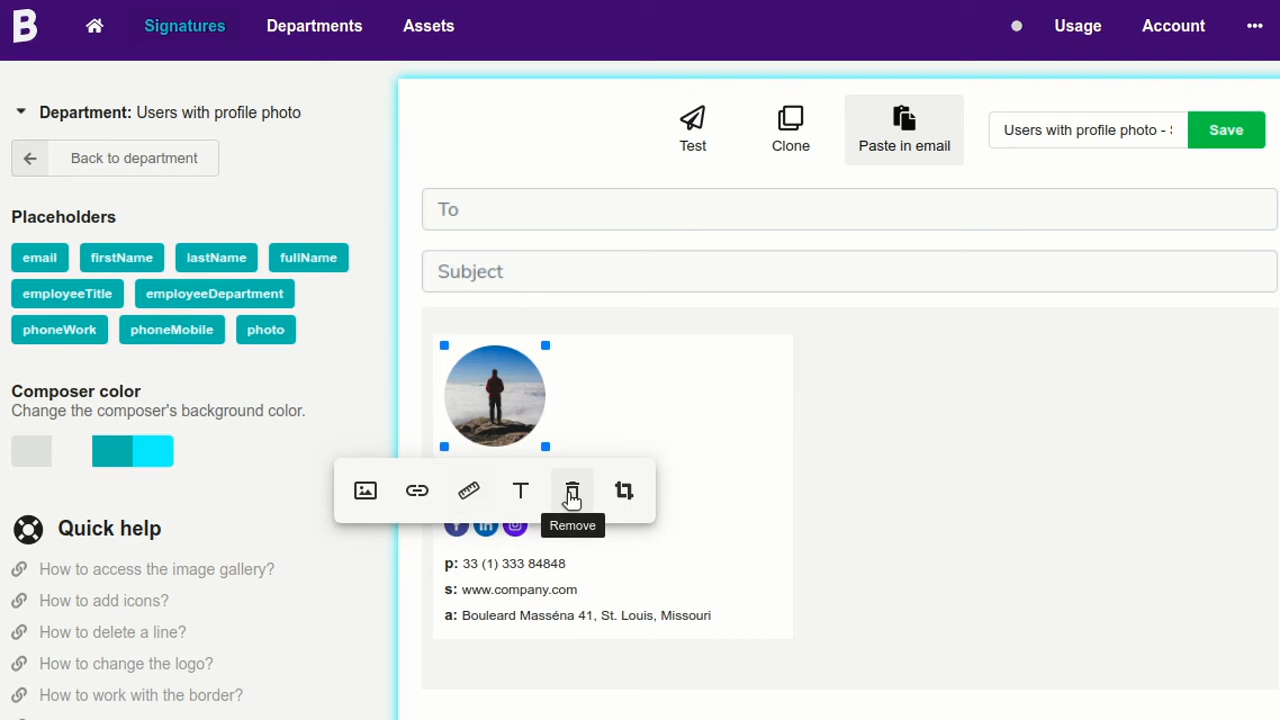 B
Signatures
Departments
Assets
Usage
Account
Department: Users with profile photo
Back to department
Placeholders
email
firstName
lastName
fullName
employeeTitle
employeeDepartment
phoneWork
phoneMobile
photo
Composer color
Change the composer's background color.
Quick help
How to access the image gallery?
How to add icons?
How to delete a line?
How to change the logo?
How to work with the border?
Test
Clone
Paste in email
Users with profile photo -
Save
To
Subject
Remove
p: 33 (1) 333 84848
s: www.company.com
a: Bouleard Masséna 41, St. Louis, Missouri